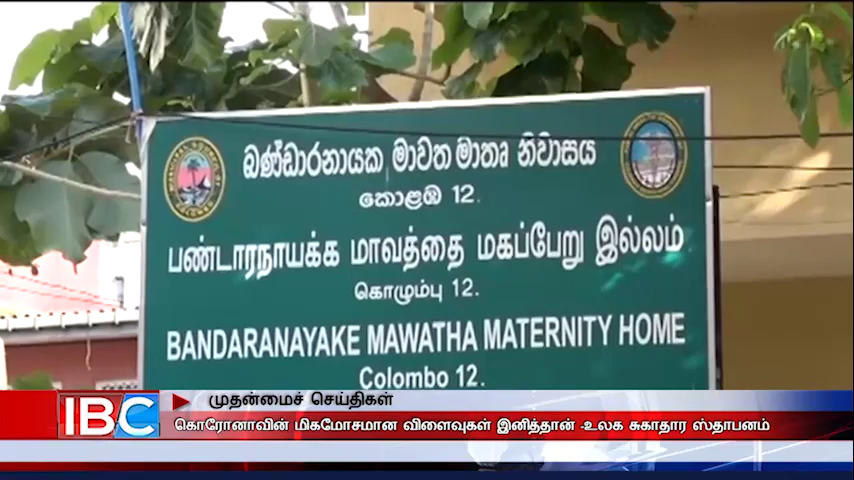 ඛණ්ඩාරනායක මාවත මාතෘ නිවාසය
කොළඹ 12.
பண்டாரநாயக்க மாவத்தை மகப்பேறு இல்லம்
கொழும்பு 12.
BANDARANAYAKE MAWATHA MATERNITY HOME
Colombo 12.
IBC
முதன்மைச் செய்திகள்
கொரோனாவின் மிகமோசமான விளைவுகள் இனித்தான் -உலக சுகாதார ஸ்தாபனம்